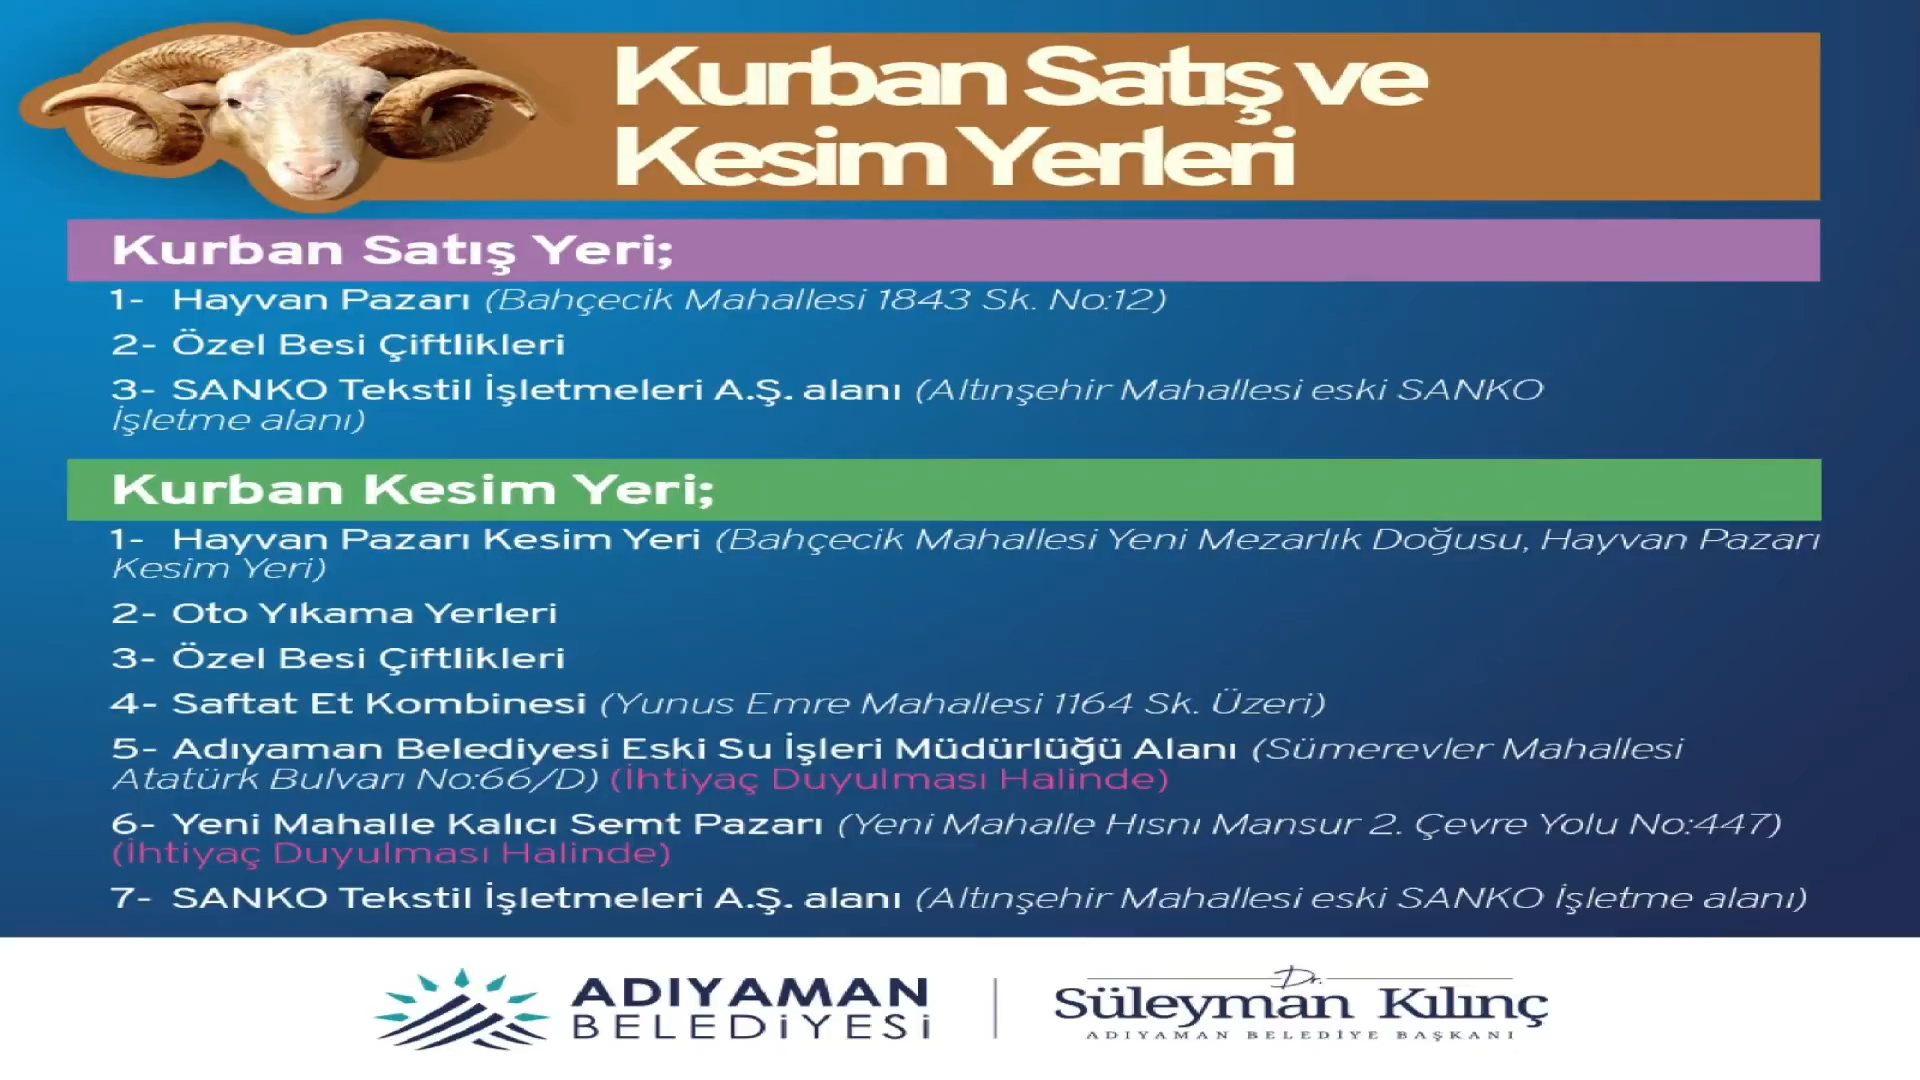 Kurban Satış ve
Kesim Yerleri
Kurban Satış Yeri;
1- Hayvan Pazarı (Bahçecik Mahallesi 1843 Sk. No:12)
2- Özel Besi Çiftlikleri
3- SANKO Tekstil İşletmeleri A.Ş. alanı (Altınşehir Mahallesi eski SANKO
İşletme alanı)
Kurban Kesim Yeri;
1- Hayvan Pazarı Kesim Yeri (Bahçecik Mahallesi Yeni Mezarlık Doğusu, Hayvan Pazarı
Kesim Yeri)
2- Oto Yıkama Yerleri
3- Özel Besi Çiftlikleri
4- Saftat Et Kombinesi (Yunus Emre Mahallesi 1164 Sk. Üzeri)
5- Adıyaman Belediyesi Eski Su İşleri Müdürlüğü Alanı (Sümerevler Mahallesi
Atatürk Bulvarı No:66/D) (İhtiyaç Duyulması Halinde)
6- Yeni Mahalle Kalıcı Semt Pazarı (Yeni Mahalle Hısnı Mansur 2. Çevre Yolu No:447)
(İhtiyaç Duyulması Halinde)
7- SANKO Tekstil İşletmeleri A.Ş. alanı (Altınşehir Mahallesi eski SANKO İşletme alanı)
ADIYAMAN
BELEDİYESİ
Dr.
Süleyman Kılınç
ADIYAMAN BELEDİYE BAŞKANI